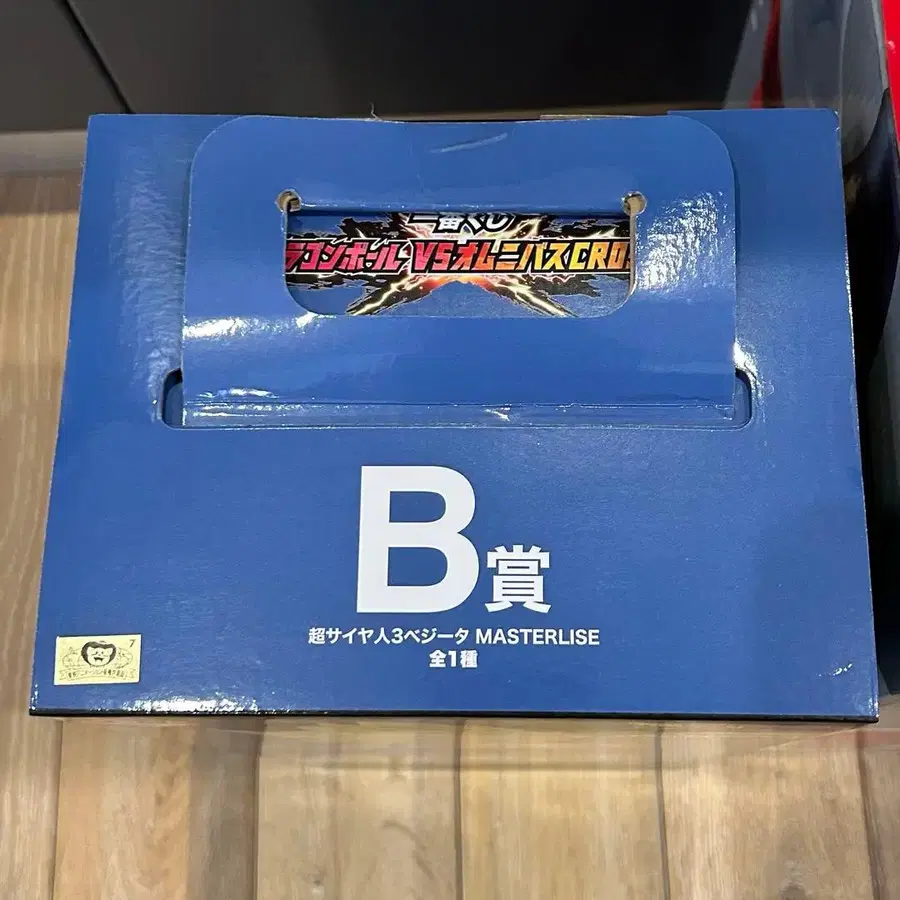 一番くじ
ラゴンボール VSオムニバスCRO
B賞
超サイヤ人3ベジータ MASTERLISE
全1種
7